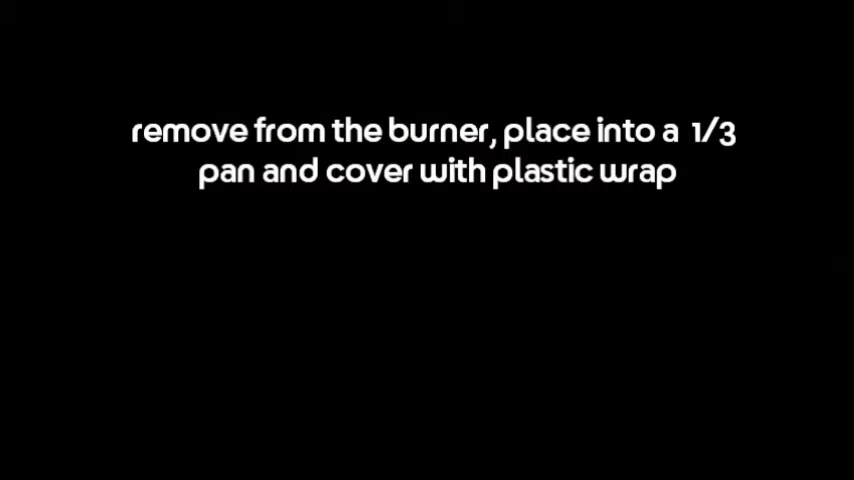 remove from the burner, place into a 1/3
pan and cover with plastic wrap